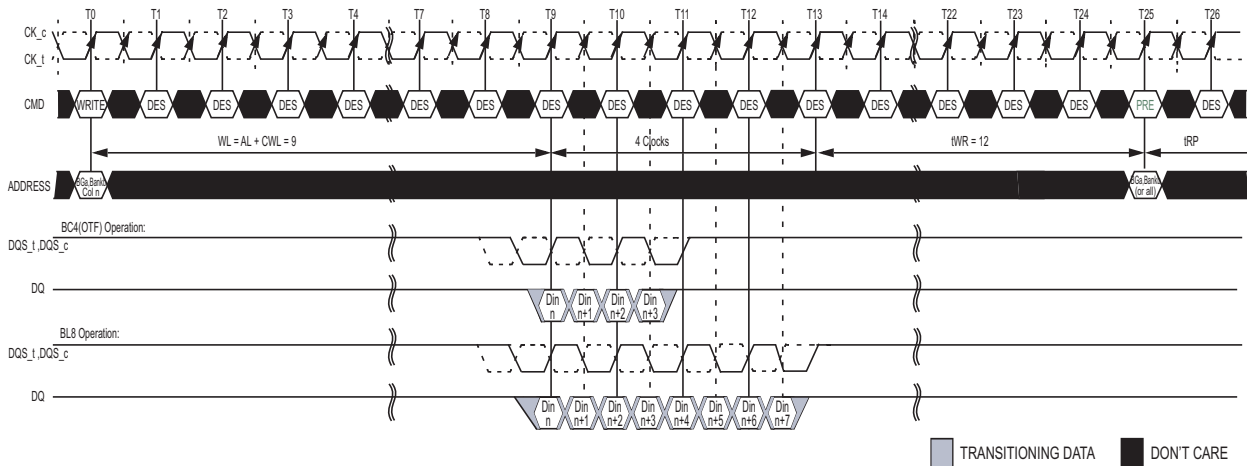 T0 T1 T2 T3 T4 T7 T8 T9 T10 T11 T12 T13 T14 T22 T23 T24 T25 T26
CK_c
CK_t
CMD WRITE DES DES DES DES DES DES DES DES DES DES DES DES DES DES DES PRE DES
WL = AL + CWL = 9 4 Clocks tWR = 12 tRP
ADDRESS
BGa,Bankb BGa,Bankb
Col n (or all)
BC4(OTF) Operation:
DQS_t ,DQS_c
DQ
Din Din Din Din
n n+1 n+2 n+3
BL8 Operation:
DQS_t ,DQS_c
DQ
Din Din Din Din Din Din Din Din
n n+1 n+2 n+3 n+4 n+5 n+6 n+7
TRANSITIONING DATA DON'T CARE